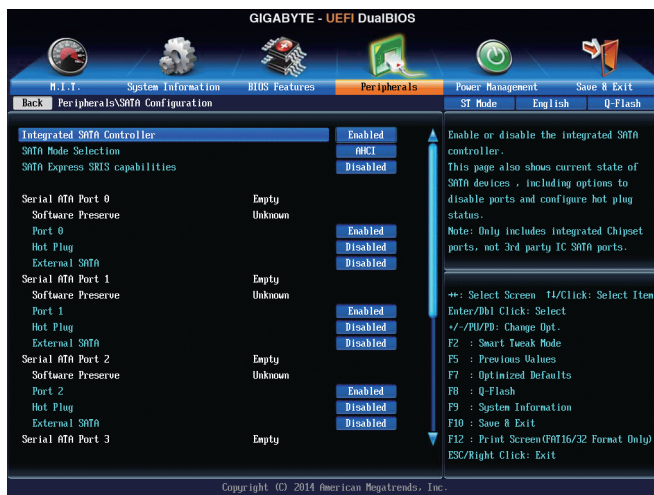 GIGABYTE - UEFI DualBIOS
M.I.T.
System Information
BIOS Features
Peripherals
Power Management
Save & Exit
Back Peripherals\SATA Configuration
ST Mode English Q-Flash
Integrated SATA Controller Enabled
SATA Mode Selection AHCI
SATA Express SRIS capabilities Disabled
Serial ATA Port 0 Empty
Software Preserve Unknown
Port 0 Enabled
Hot Plug Disabled
External SATA Disabled
Serial ATA Port 1 Empty
Software Preserve Unknown
Port 1 Enabled
Hot Plug Disabled
External SATA Disabled
Serial ATA Port 2 Empty
Software Preserve Unknown
Port 2 Enabled
Hot Plug Disabled
External SATA Disabled
Serial ATA Port 3 Empty
Enable or disable the integrated SATA
controller.
This page also shows current state of
SATA devices , including options to
disable ports and configure hot plug
status.
Note: Only includes integrated Chipset
ports, not 3rd party IC SATA ports.
→←: Select Screen ↑↓/Click: Select Item
Enter/Dbl Click: Select
+/-/PU/PD: Change Opt.
F2 : Smart Tweak Mode
F5 : Previous Values
F7 : Optimized Defaults
F8 : Q-Flash
F9 : System Information
F10 : Save & Exit
F12 : Print Screen(FAT16/32 Format Only)
ESC/Right Click: Exit
Copyright (C) 2014 American Megatrends, Inc.